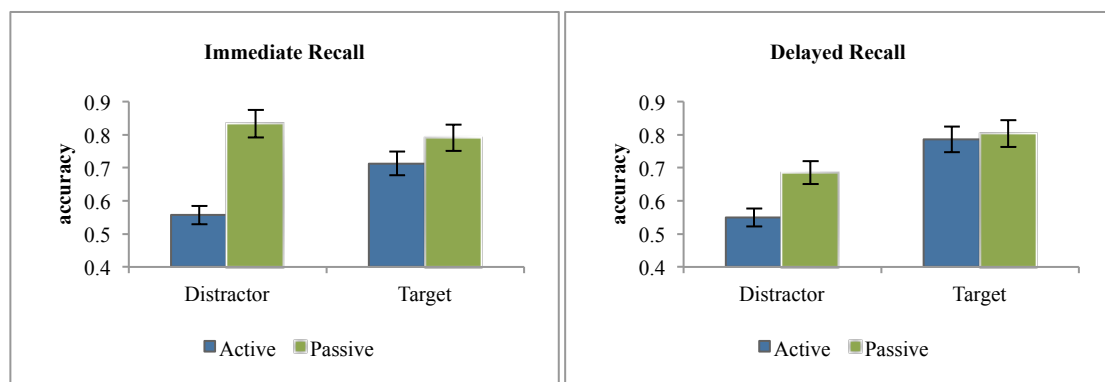 Immediate Recall
accuracy
0.9
0.8
0.7
0.6
0.5
0.4
Distractor Target
Active Passive
Delayed Recall
accuracy
0.9
0.8
0.7
0.6
0.5
0.4
Distractor Target
Active Passive